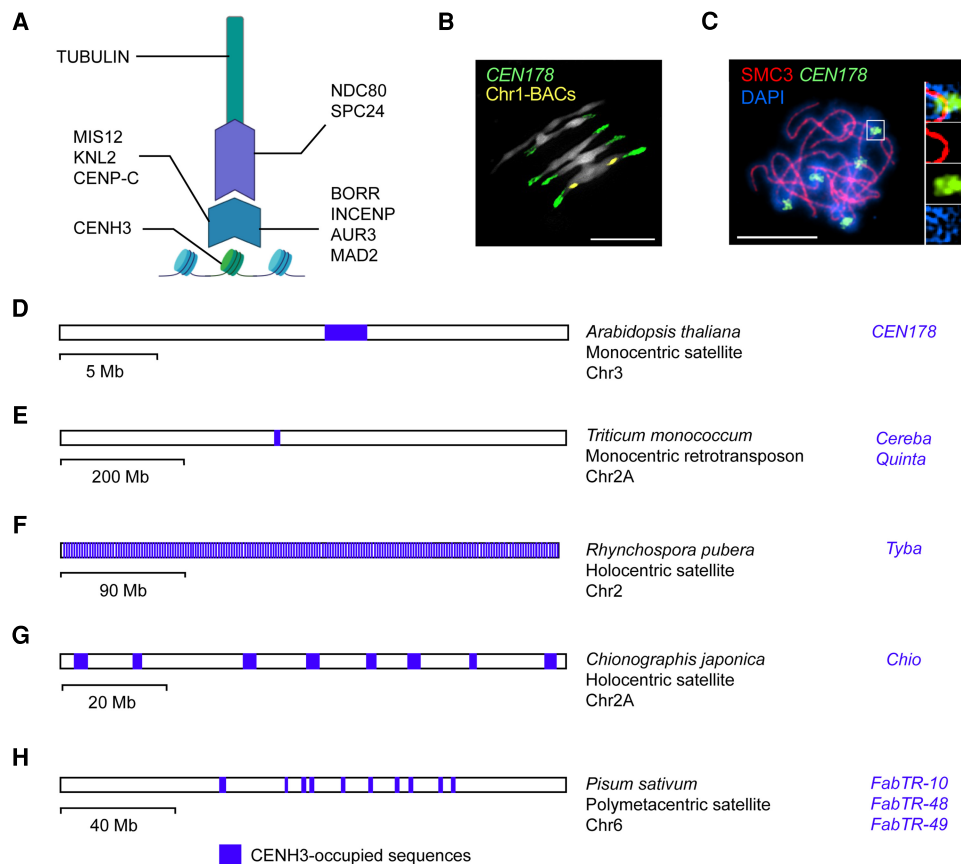 A
TUBULIN
NDC80
SPC24
MIS12
KNL2
CENP-C
CENH3
BORR
INCENP
AUR3
MAD2
B
CEN178
Chr1-BACs
C
SMC3 CEN178
DAPI
D
5 Mb
Arabidopsis thaliana
Monocentric satellite
Chr3
CEN178
E
200 Mb
Triticum monococcum
Monocentric retrotransposon
Chr2A
Cereba
Quinta
F
90 Mb
Rhynchospora pubera
Holocentric satellite
Chr2
Tyba
G
20 Mb
Chionographis japonica
Holocentric satellite
Chr2A
Chio
H
40 Mb
Pisum sativum
Polymetacentric satellite
Chr6
FabTR-10
FabTR-48
FabTR-49
CENH3-occupied sequences